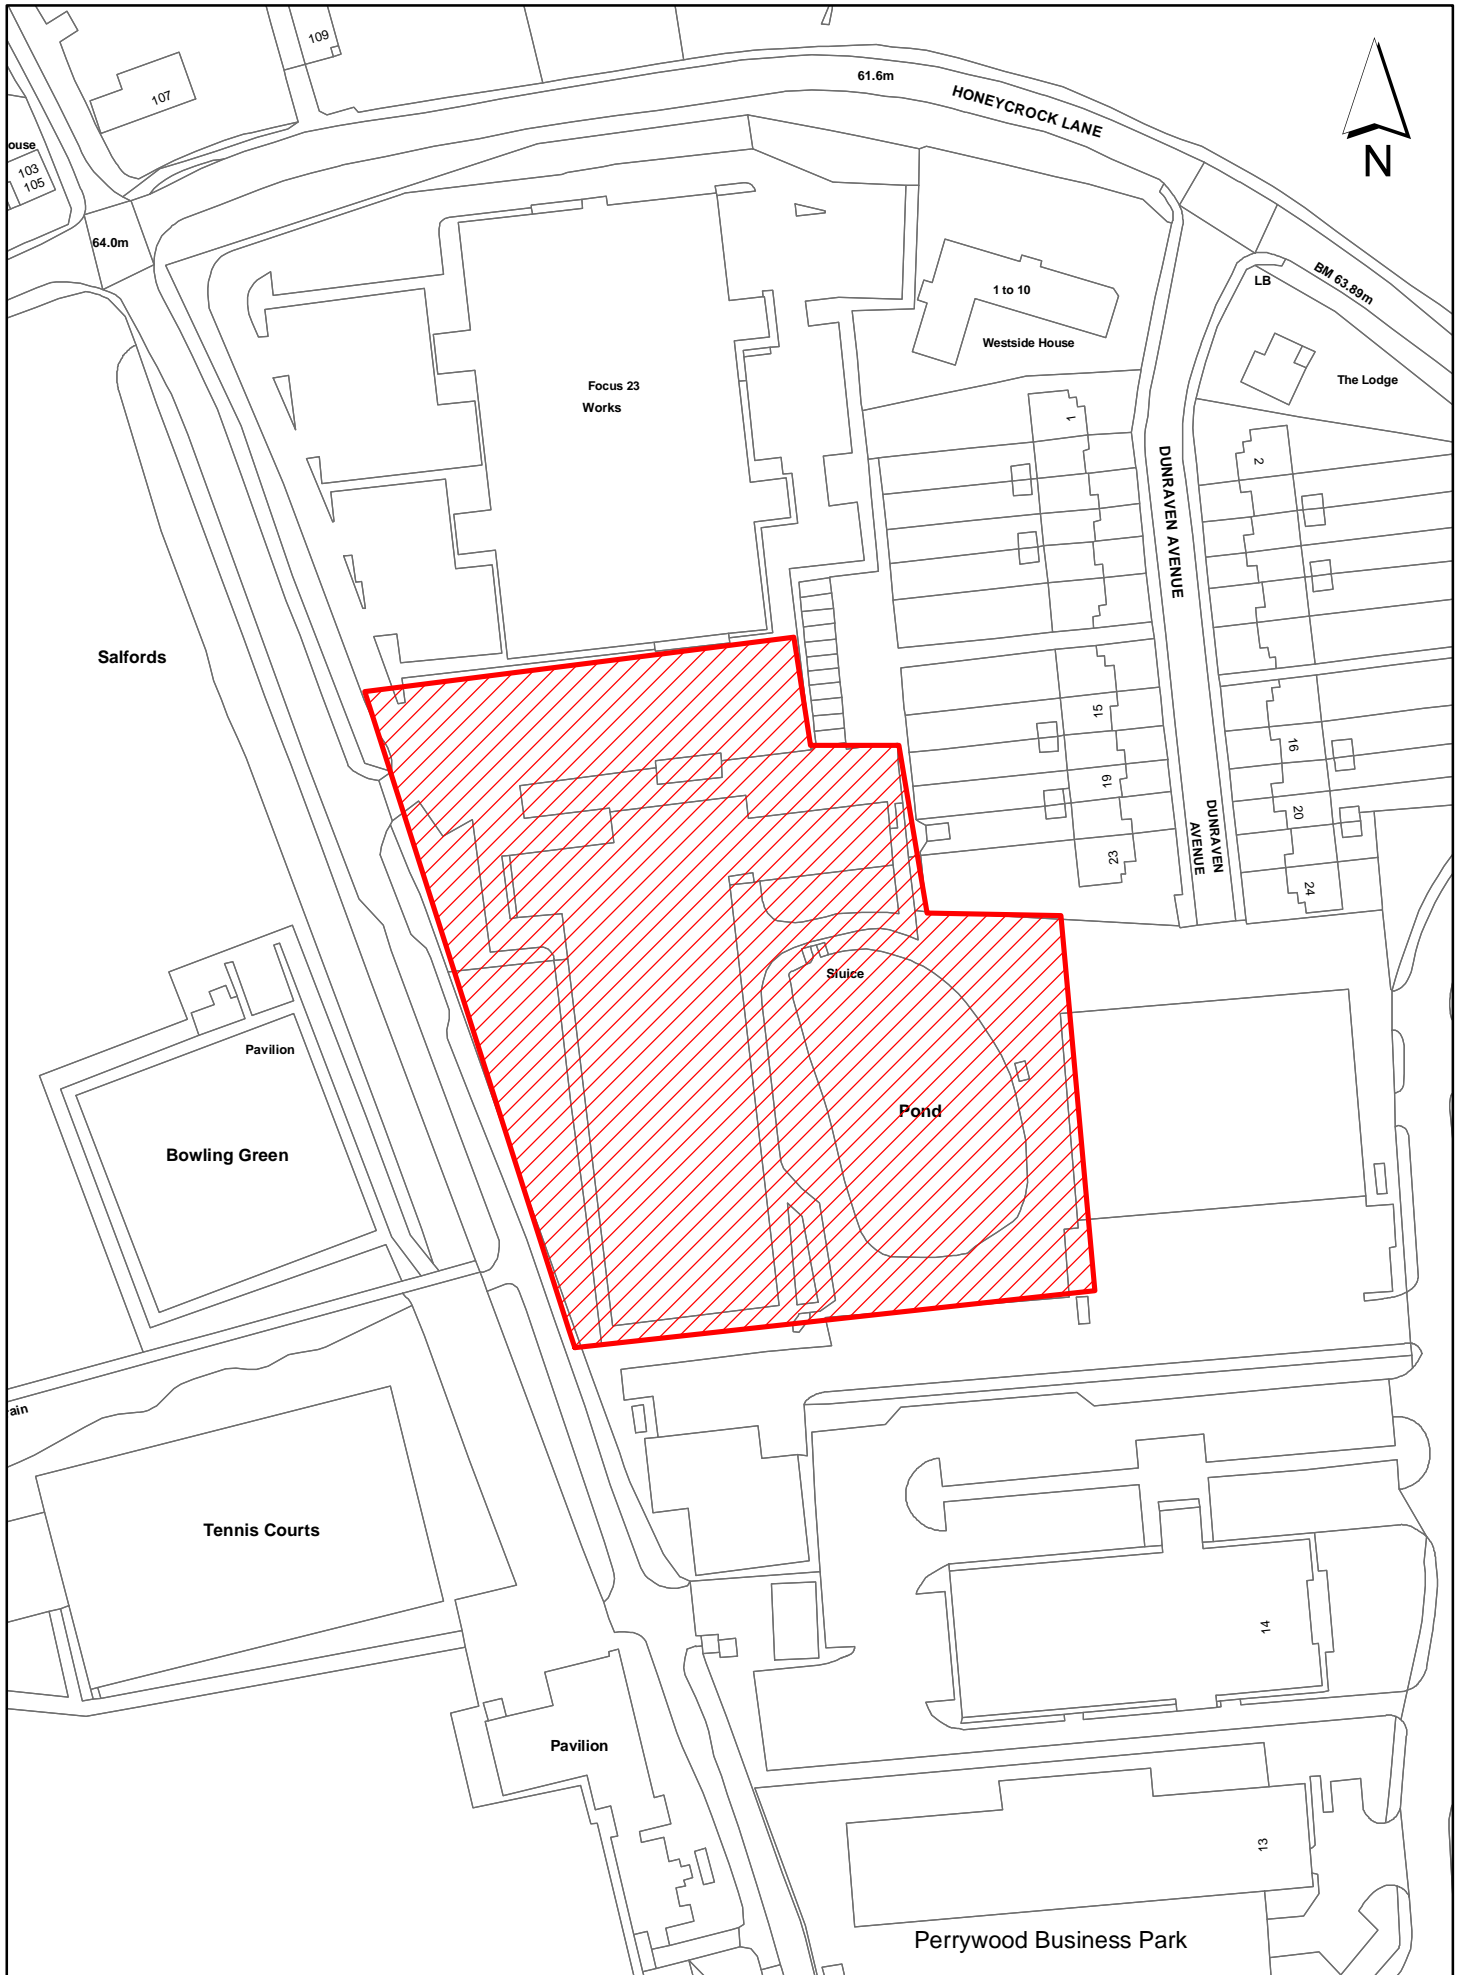 109
61.6m
107
HONEYCROCK LANE
N
ouse
103
105
64.0m
BM 63.89m
LB
1 to 10
Westside House
Focus 23
Works
The Lodge
1
2
DUNRAVEN AVENUE
Salfords
15
16
19
20
DUNRAVEN
AVENUE
23
24
Sluice
Pavilion
Pond
Bowling Green
ain
Tennis Courts
14
Pavilion
13
Perrywood Business Park